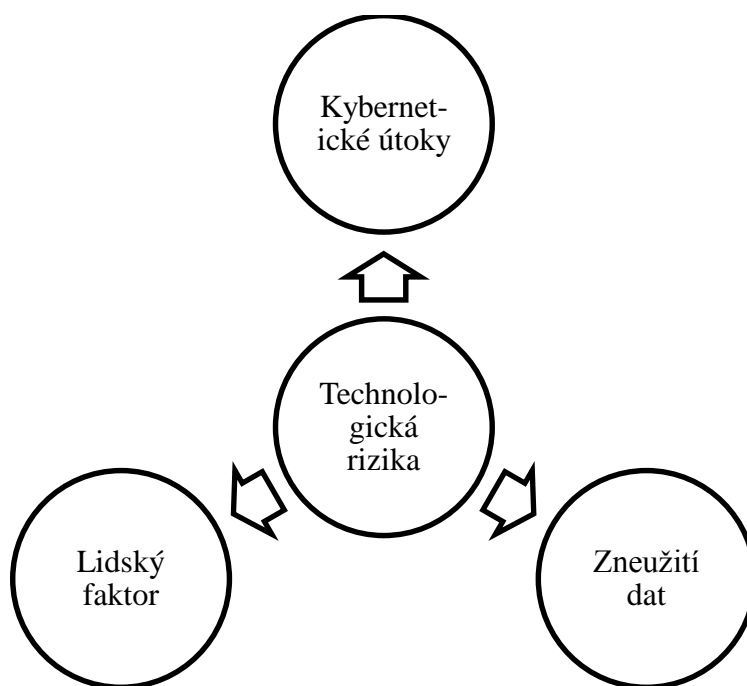 Kybernet-
ické útoky
Technolo-
gická
rizika
Lidský
faktor
Zneužití
dat